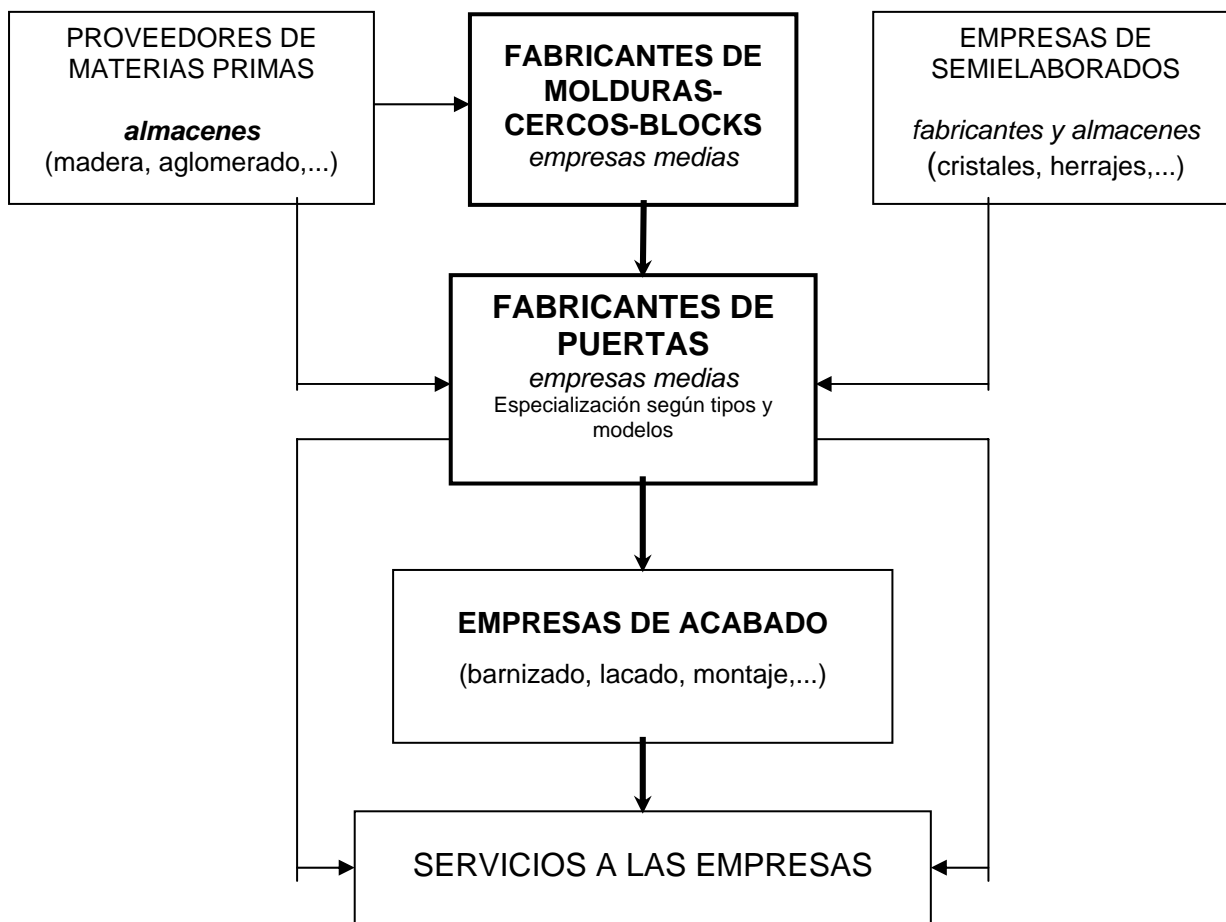 PROVEEDORES DE
MATERIAS PRIMAS
almacenes
(madera, aglomerado,...)
FABRICANTES DE
MOLDURAS-
CERCOS-BLOCKS
empresas medias
EMPRESAS DE
SEMIELABORADOS
fabricantes y almacenes
(cristales, herrajes,...)
FABRICANTES DE
PUERTAS
empresas medias
Especialización según tipos y
modelos
EMPRESAS DE ACABADO
(barnizado, lacado, montaje,...)
SERVICIOS A LAS EMPRESAS